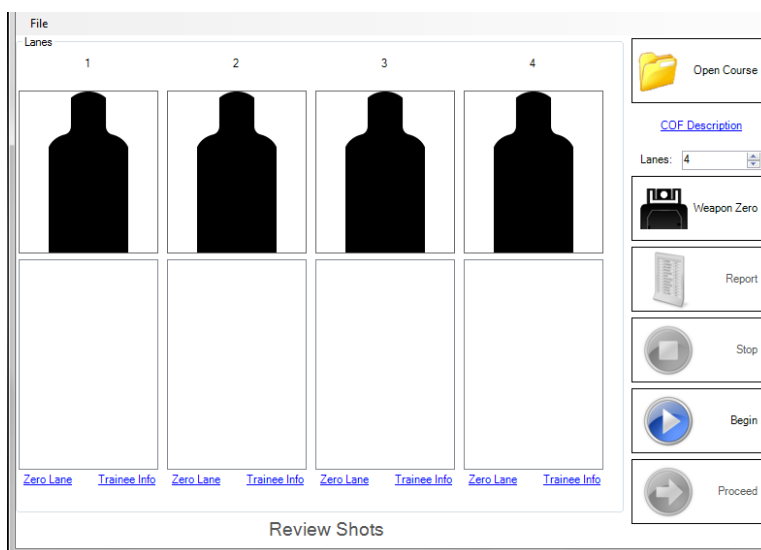 File
Lanes
1 2 3 4
Zero Lane Trainee Info Zero Lane Trainee Info Zero Lane Trainee Info Zero Lane Trainee Info
Review Shots
Open Course
COF Description
Lanes: 4
Weapon Zero
Report
Stop
Begin
Proceed